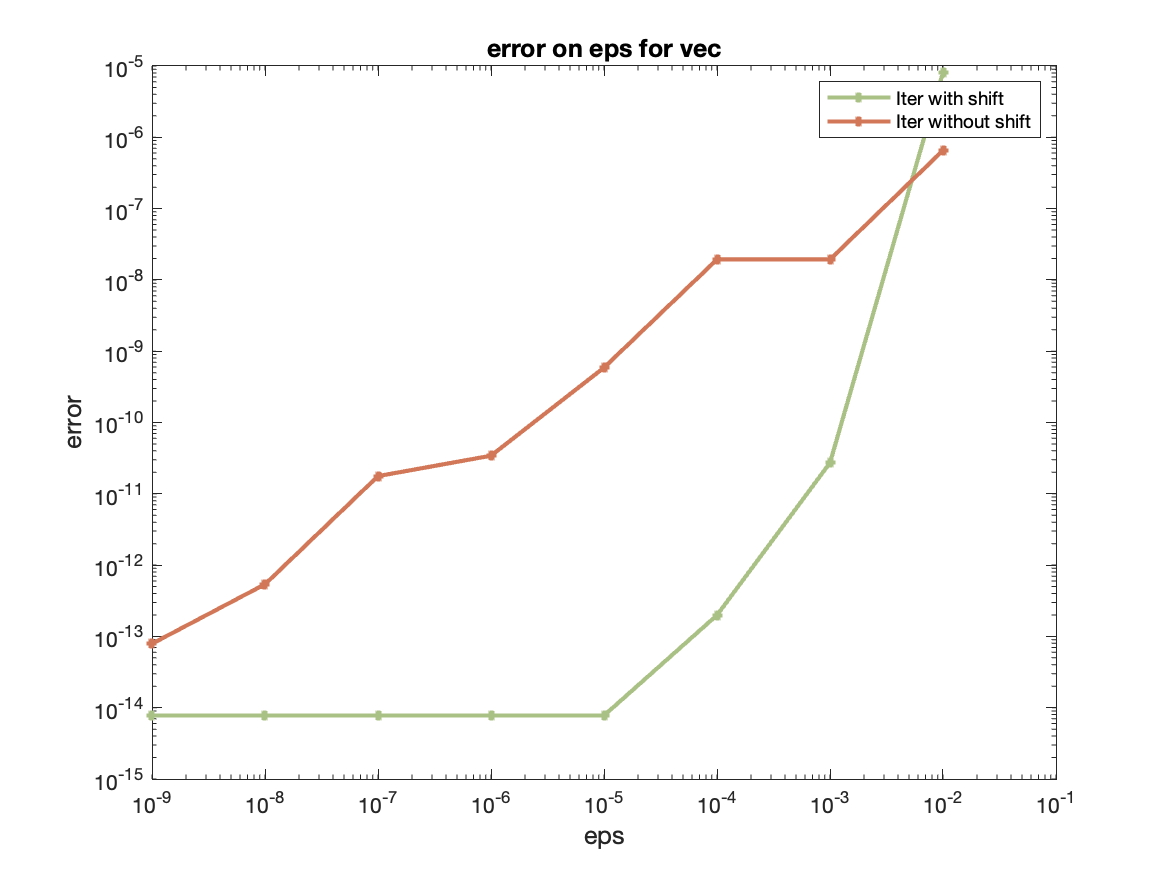 error on eps for vec
Iter with shift
Iter without shift
10^-5
10^-6
10^-7
10^-8
10^-9
10^-10
10^-11
10^-12
10^-13
10^-14
10^-15
error
10^-9 10^-8 10^-7 10^-6 10^-5 10^-4 10^-3 10^-2 10^-1
eps